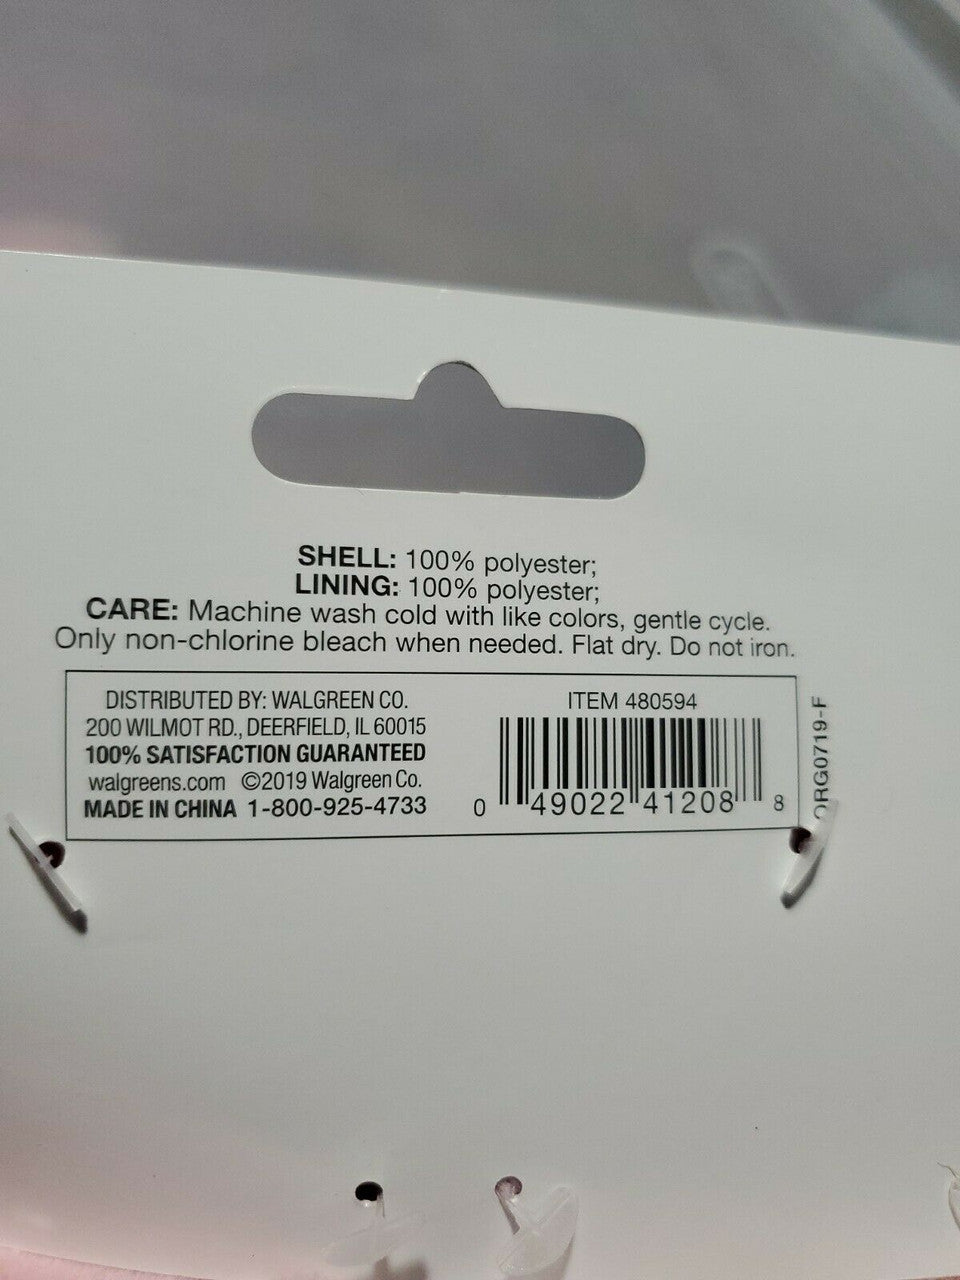 SHELL: 100% polyester;
LINING: 100% polyester;
CARE: Machine wash cold with like colors, gentle cycle.
Only non-chlorine bleach when needed. Flat dry. Do not iron.
DISTRIBUTED BY: WALGREEN CO.
200 WILMOT RD., DEERFIELD, IL 60015
100% SATISFACTION GUARANTEED
walgreens.com ©2019 Walgreen Co.
MADE IN CHINA 1-800-925-4733
ITEM 480594
0 49022 41208 8
ORG0719-F